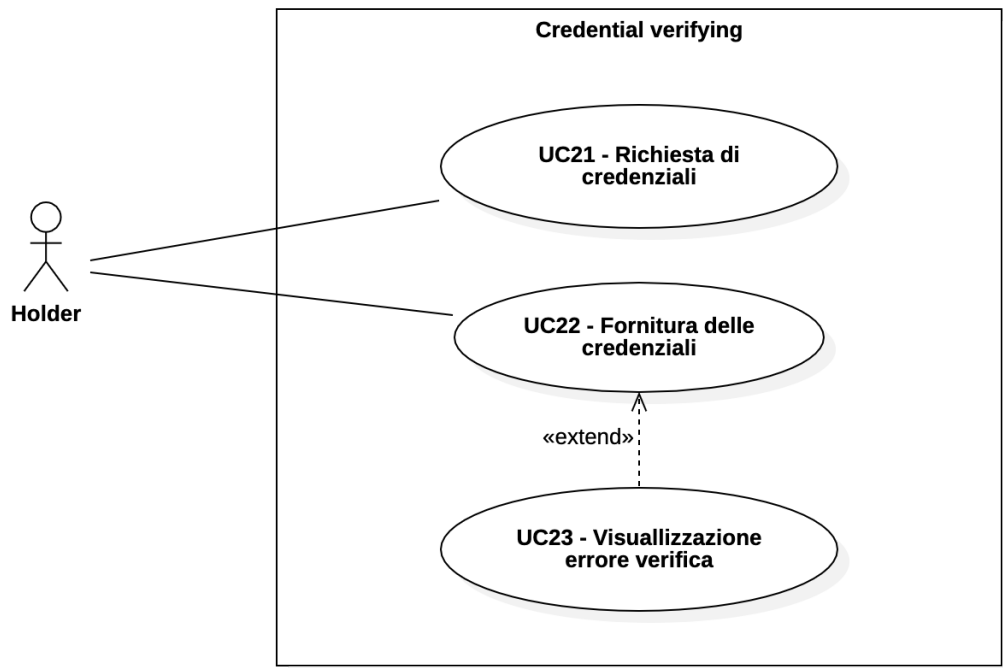 Credential verifying
UC21 - Richiesta di
credenziali
Holder
UC22 - Fornitura delle
credenziali
«extend»
UC23 - Visuallizzazione
errore verifica